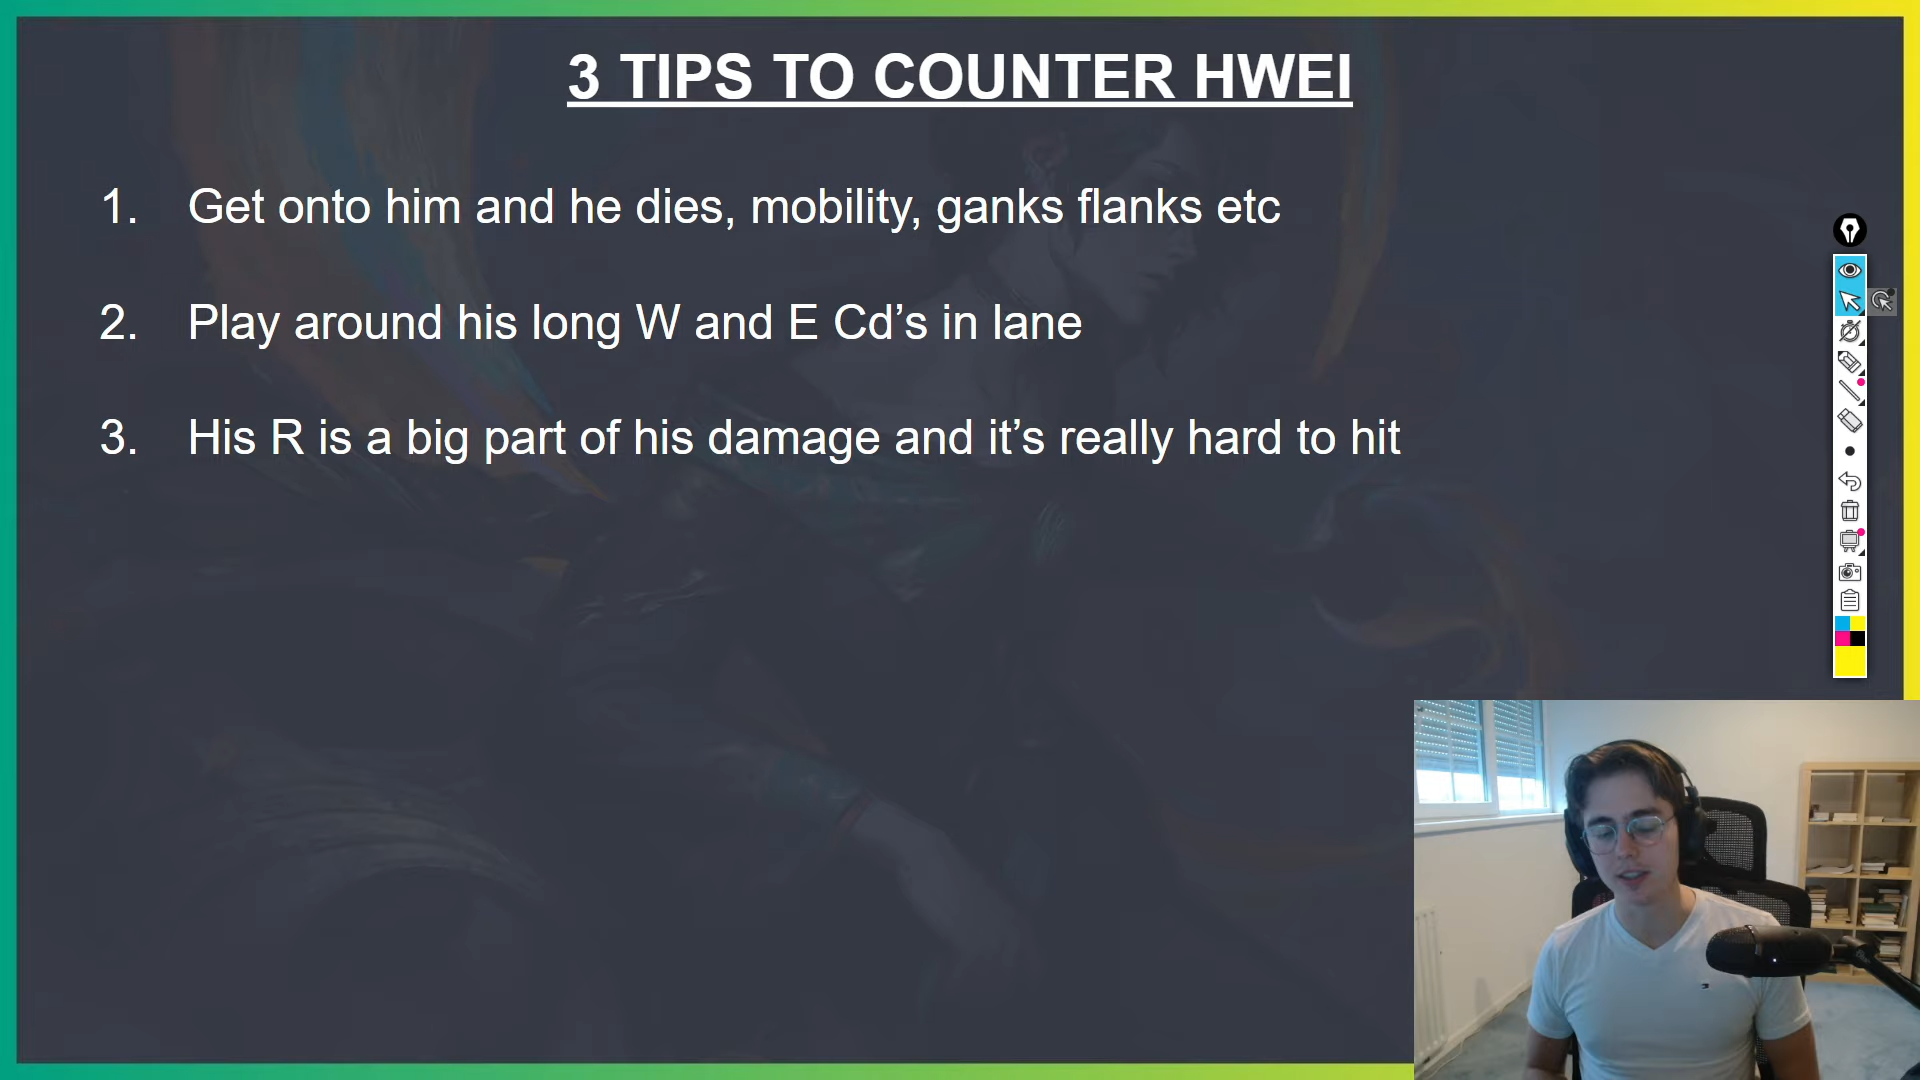 3 TIPS TO COUNTER HWEI
1. Get onto him and he dies, mobility, ganks flanks etc
2. Play around his long W and E Cd’s in lane
3. His R is a big part of his damage and it’s really hard to hit